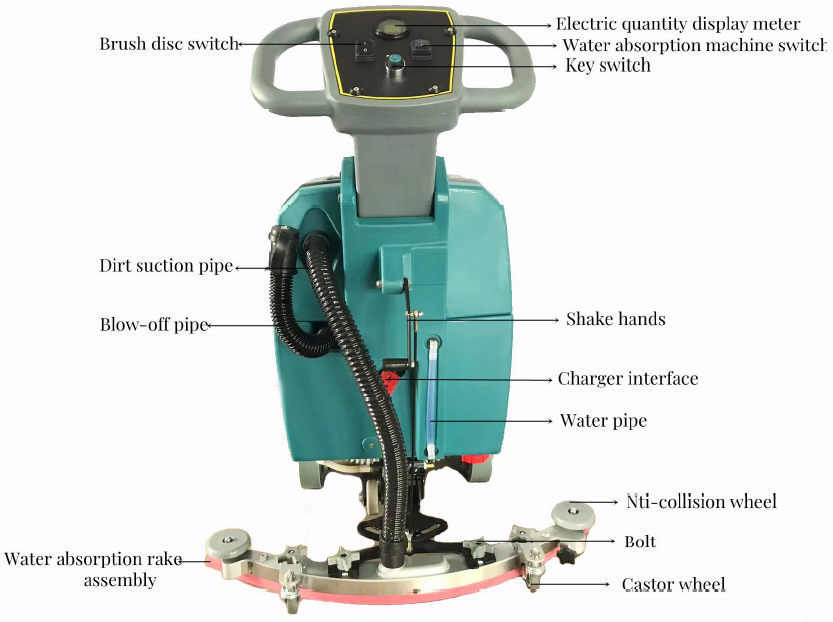 Electric quantity display meter
Brush disc switch
Water absorption machine switch
Key switch
Dirt suction pipe
Blow-off pipe
Shake hands
Charger interface
Water pipe
Nti-collision wheel
Bolt
Water absorption rake
assembly
Castor wheel